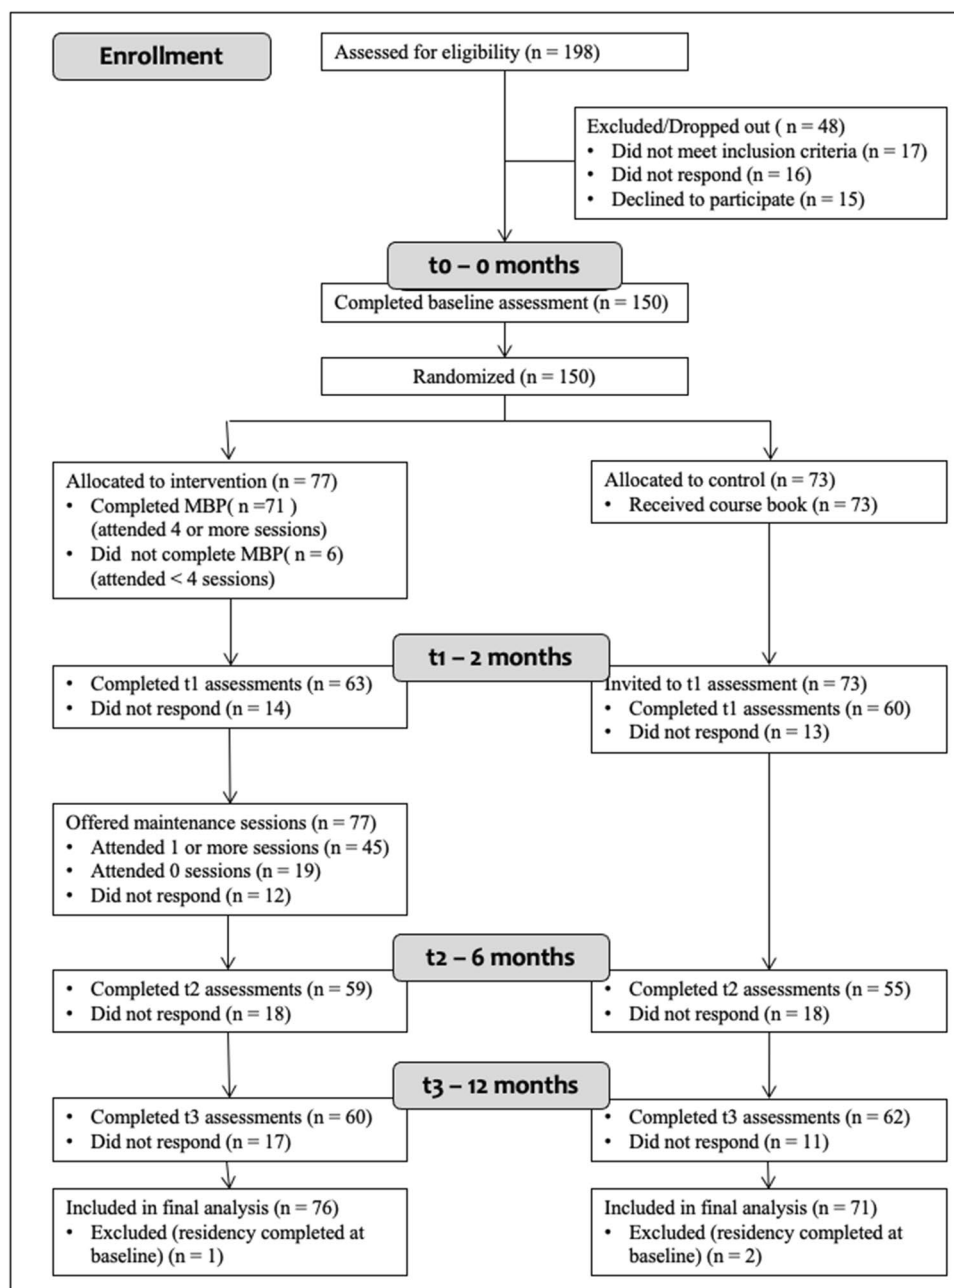 Enrollment
Assessed for eligibility (n = 198)
Excluded/Dropped out ( n = 48)
• Did not meet inclusion criteria (n = 17)
• Did not respond (n = 16)
• Declined to participate (n = 15)
t0 – 0 months
Completed baseline assessment (n = 150)
Randomized (n = 150)
Allocated to intervention (n = 77)
• Completed MBP( n =71 )
(attended 4 or more sessions)
• Did not complete MBP( n = 6)
(attended < 4 sessions)
Allocated to control (n = 73)
• Received course book (n = 73)
t1 – 2 months
• Completed t1 assessments (n = 63)
• Did not respond (n = 14)
Invited to t1 assessment (n = 73)
• Completed t1 assessments (n = 60)
• Did not respond (n = 13)
Offered maintenance sessions (n = 77)
• Attended 1 or more sessions (n = 45)
• Attended 0 sessions (n = 19)
• Did not respond (n = 12)
t2 – 6 months
• Completed t2 assessments (n = 59)
• Did not respond (n = 18)
• Completed t2 assessments (n = 55)
• Did not respond (n = 18)
t3 – 12 months
• Completed t3 assessments (n = 60)
• Did not respond (n = 17)
• Completed t3 assessments (n = 62)
• Did not respond (n = 11)
Included in final analysis (n = 76)
• Excluded (residency completed at
baseline) (n = 1)
Included in final analysis (n = 71)
• Excluded (residency completed at
baseline) (n = 2)